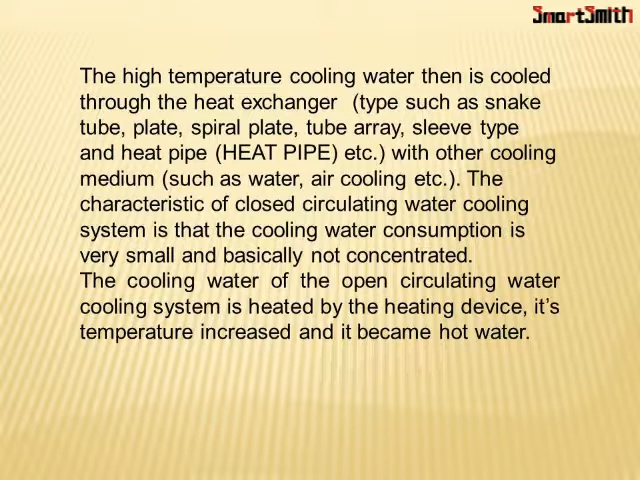 SmartSmith
The high temperature cooling water then is cooled
through the heat exchanger (type such as snake
tube, plate, spiral plate, tube array, sleeve type
and heat pipe (HEAT PIPE) etc.) with other cooling
medium (such as water, air cooling etc.). The
characteristic of closed circulating water cooling
system is that the cooling water consumption is
very small and basically not concentrated.
The cooling water of the open circulating water
cooling system is heated by the heating device, it’s
temperature increased and it became hot water.